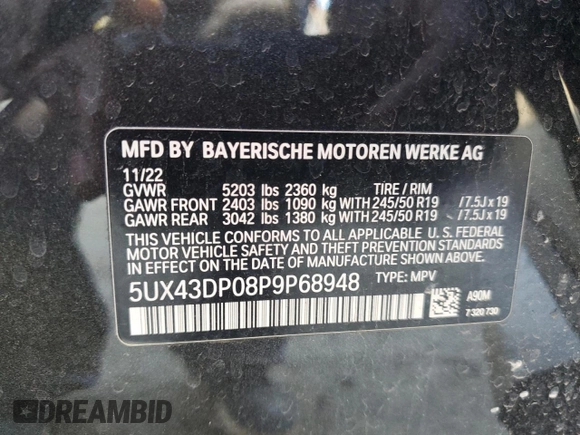 MFD BY BAYERISCHE MOTOREN WERKE AG
11/22
GVWR 5203 lbs 2360 kg TIRE / RIM
GAWR FRONT 2403 lbs 1090 kg WITH 245/50 R19 /7.5J x 19
GAWR REAR 3042 lbs 1380 kg WITH 245/50 R19 /7.5J x 19
THIS VEHICLE CONFORMS TO ALL APPLICABLE U. S. FEDERAL
MOTOR VEHICLE SAFETY AND THEFT PREVENTION STANDARDS
IN EFFECT ON THE DATE OF MANUFACTURE SHOWN ABOVE.
5UX43DP08P9P68948 TYPE: MPV
A90M
7 320 730
DREAMBID